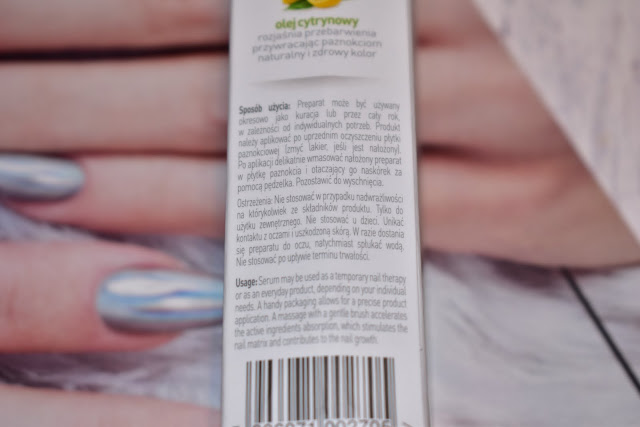 olej cytrynowy
rozjaśnia przebarwienia
przywracając paznokciom
naturalny i zdrowy kolor
Sposób użycia: Preparat może być używany
okresowo jako kuracja lub przez cały rok,
w zależności od indywidualnych potrzeb. Produkt
należy aplikować po uprzednim oczyszczeniu płytki
paznokciowej (zmyć lakier, jeśli jest nałożony).
Po aplikacji delikatnie wmasować nałożony preparat
w płytkę paznokcia i otaczający go naskórek za
pomocą pędzelka. Pozostawić do wyschnięcia.
Ostrzeżenia: Nie stosować w przypadku nadwrażliwości
na którykolwiek ze składników produktu. Tylko do
użytku zewnętrznego. Nie stosować u dzieci. Unikać
kontaktu z oczami i uszkodzoną skórą. W razie dostania
się preparatu do oczu, natychmiast spłukać wodą.
Nie stosować po upływie terminu trwałości.
Usage: Serum may be used as a temporary nail therapy
or as an everyday product, depending on your individual
needs. A handy packaging allows for a precise product
application. A massage with a gentle brush accelerates
the active ingredients absorption, which stimulates the
nail matrix and contributes to the nail growth.